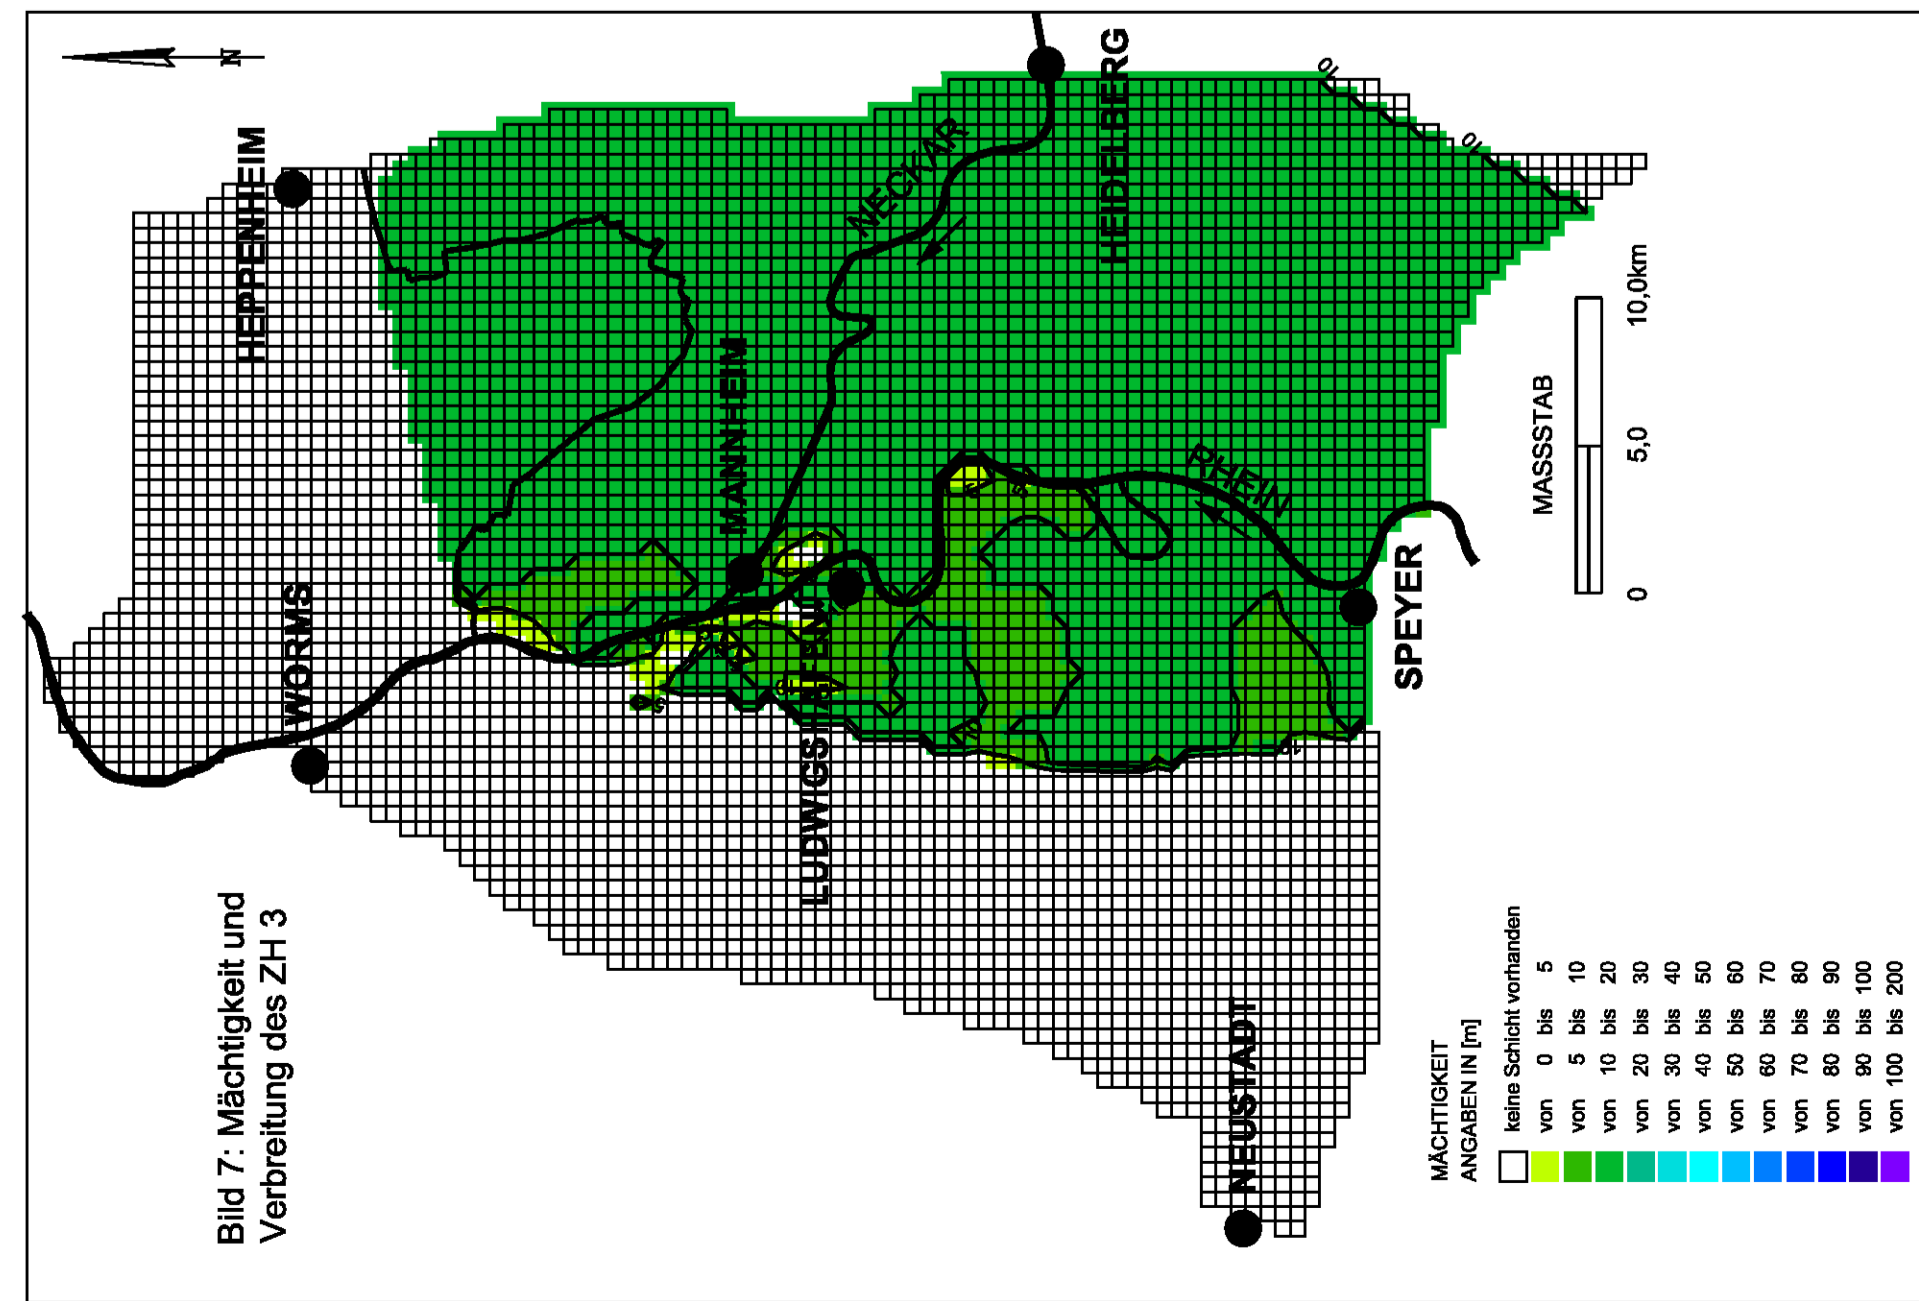 Bild 7: Mächtigkeit und
Verbreitung des ZH 3
N
HEPPENHEIM
WORMS
MANNHEIM
LUDWIGSHAFEN
NECKAR
HEIDELBERG
RHEIN
SPEYER
NEUSTADT
10
10
MASSSTAB
0 5,0 10,0km
MÄCHTIGKEIT
ANGABEN IN [m]
keine Schicht vorhanden
von 0 bis 5
von 5 bis 10
von 10 bis 20
von 20 bis 30
von 30 bis 40
von 40 bis 50
von 50 bis 60
von 60 bis 70
von 70 bis 80
von 80 bis 90
von 90 bis 100
von 100 bis 200